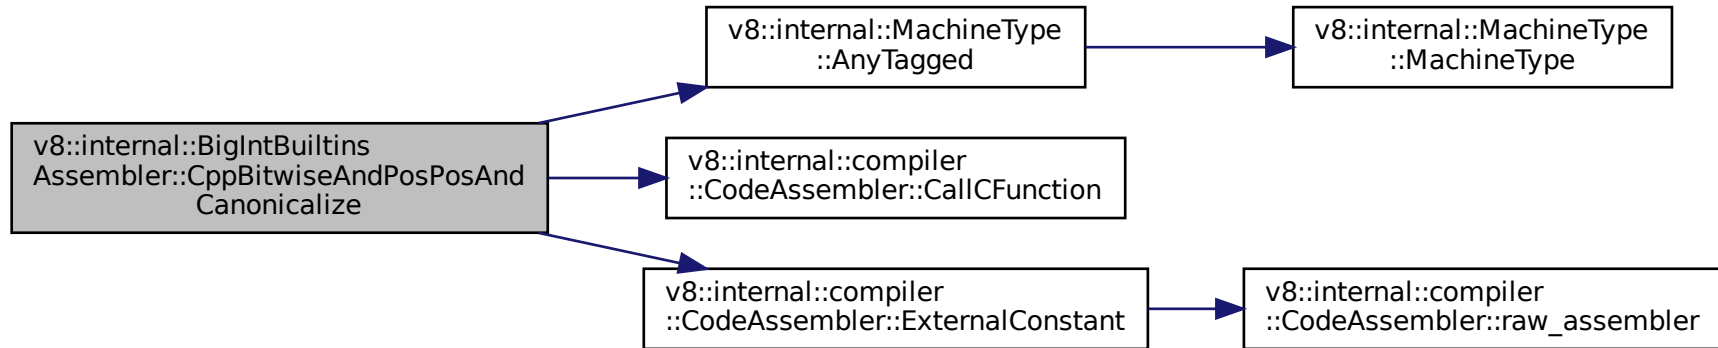 v8::internal::BigIntBuiltins
Assembler::CppBitwiseAndPosPosAnd
Canonicalize
v8::internal::MachineType
::AnyTagged
v8::internal::MachineType
::MachineType
v8::internal::compiler
::CodeAssembler::CallCFunction
v8::internal::compiler
::CodeAssembler::ExternalConstant
v8::internal::compiler
::CodeAssembler::raw_assembler